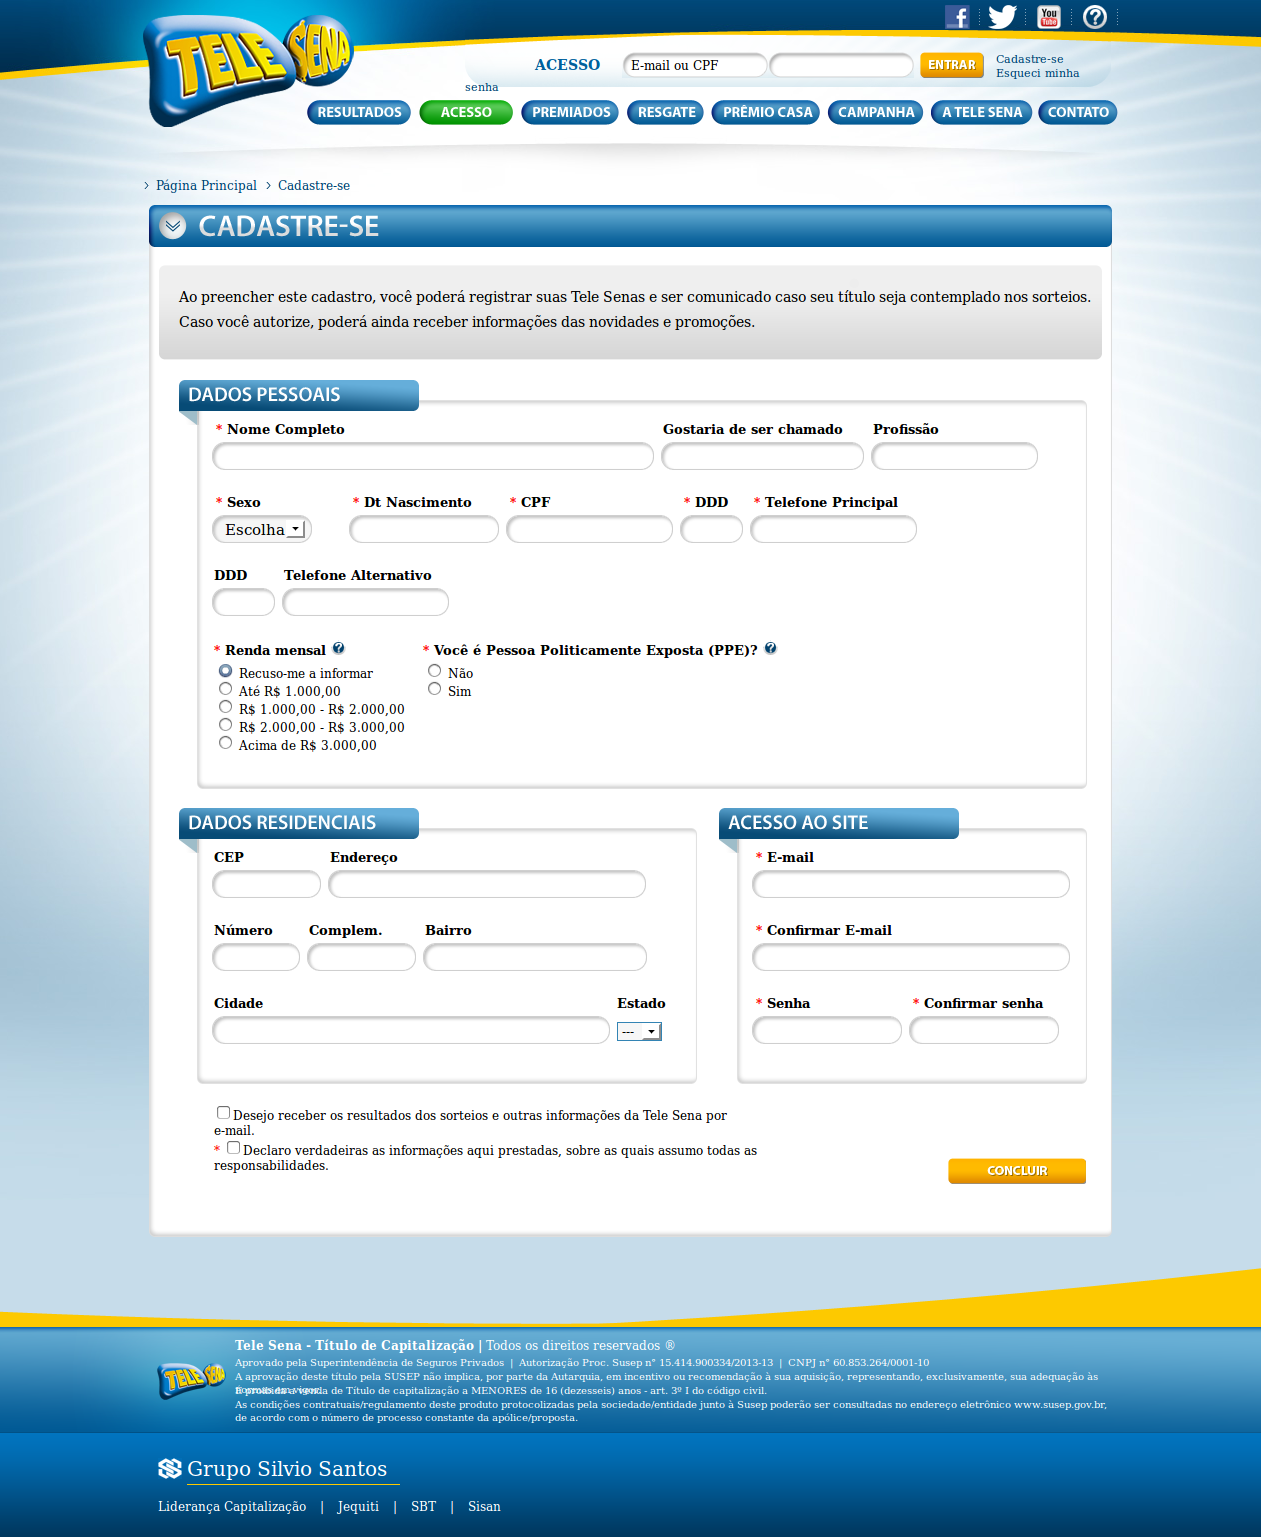 TELE SENA
f
You Tube
?
ACESSO
E-mail ou CPF
ENTRAR
Cadastre-se
Esqueci minha
senha
RESULTADOS
ACESSO
PREMIADOS
RESGATE
PRÊMIO CASA
CAMPANHA
A TELE SENA
CONTATO
Página Principal
Cadastre-se
CADASTRE-SE
Ao preencher este cadastro, você poderá registrar suas Tele Senas e ser comunicado caso seu título seja contemplado nos sorteios.
Caso você autorize, poderá ainda receber informações das novidades e promoções.
DADOS PESSOAIS
* Nome Completo
Gostaria de ser chamado
Profissão
* Sexo
* Dt Nascimento
* CPF
* DDD
* Telefone Principal
Escolha
DDD
Telefone Alternativo
* Renda mensal ?
* Você é Pessoa Politicamente Exposta (PPE)? ?
Recuso-me a informar
Até R$ 1.000,00
R$ 1.000,00 - R$ 2.000,00
R$ 2.000,00 - R$ 3.000,00
Acima de R$ 3.000,00
Não
Sim
DADOS RESIDENCIAIS
CEP
Endereço
Número
Complem.
Bairro
Cidade
Estado
---
ACESSO AO SITE
* E-mail
* Confirmar E-mail
* Senha
* Confirmar senha
Desejo receber os resultados dos sorteios e outras informações da Tele Sena por
e-mail.
* Declaro verdadeiras as informações aqui prestadas, sobre as quais assumo todas as
responsabilidades.
CONCLUIR
TELE SENA
Tele Sena - Título de Capitalização | Todos os direitos reservados ®
Aprovado pela Superintendência de Seguros Privados | Autorização Proc. Susep n° 15.414.900334/2013-13 | CNPJ n° 60.853.264/0001-10
A aprovação deste título pela SUSEP não implica, por parte da Autarquia, em incentivo ou recomendação à sua aquisição, representando, exclusivamente, sua adequação às
É proibida a venda de Título de capitalização a MENORES de 16 (dezesseis) anos - art. 3º I do código civil.
As condições contratuais/regulamento deste produto protocolizadas pela sociedade/entidade junto à Susep poderão ser consultadas no endereço eletrônico www.susep.gov.br,
de acordo com o número de processo constante da apólice/proposta.
Grupo Silvio Santos
Liderança Capitalização | Jequiti | SBT | Sisan